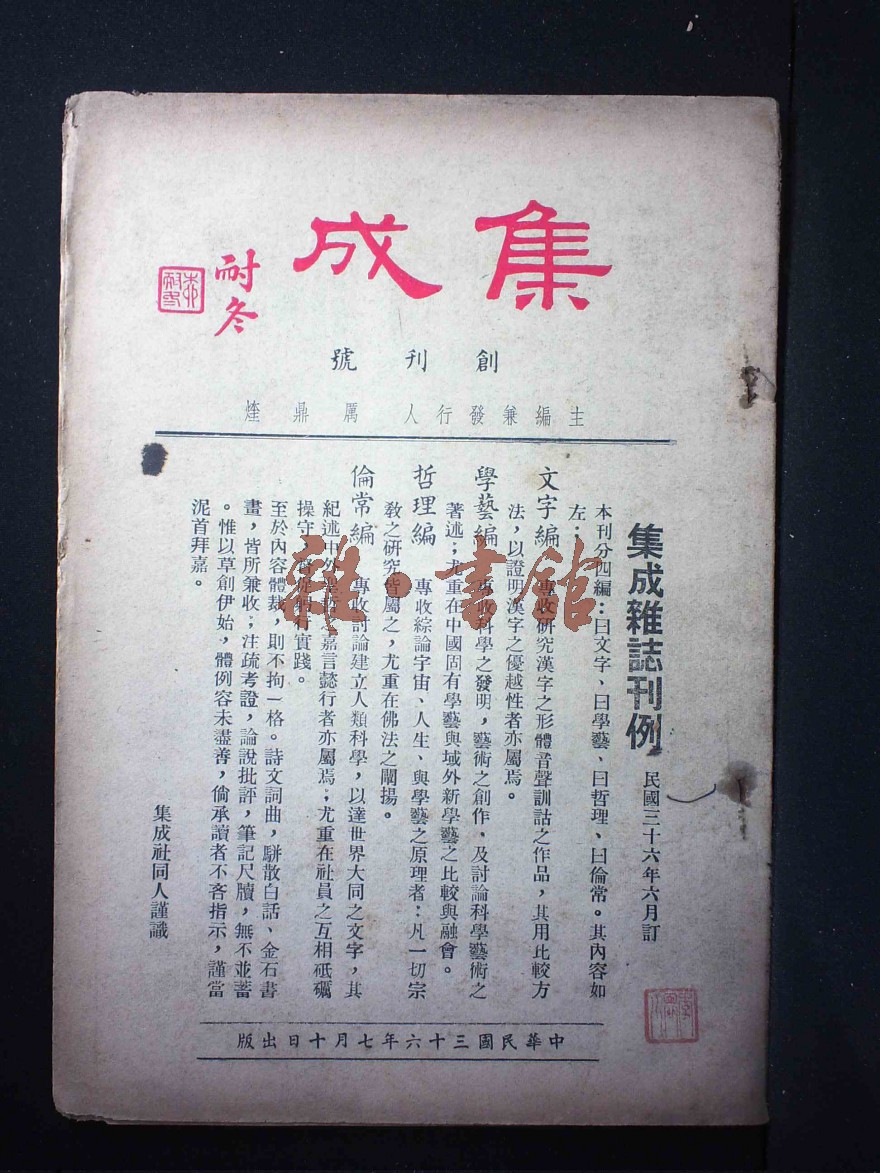 集成
耐冬
創刊號
主編兼發行人 厲鼎煃
集成雜誌刊例 民國三十六年六月訂
本刊分四編：曰文字、曰學藝、曰哲理、曰倫常。其內容如
左：
文字編 專收研究漢字之形體音聲訓詁之作品，其用比較方
法，以證明漢字之優越性者亦屬焉。
學藝編 專收科學之發明，藝術之創作，及討論科學藝術之
著述；尤重在中國固有學藝與域外新學藝之比較與融會。
哲理編 專收綜論宇宙、人生、與學藝之原理者：凡一切宗
教之研究皆屬之，尤重在佛法之闡揚。
倫常編 專收討論建立人類科學，以達世界大同之文字，其
紀述中外嘉言懿行者亦屬焉；尤重在社員之互相砥礪
操守，行實踐。
至於內容體裁，則不拘一格。詩文詞曲，駢散白話、金石書
畫，皆所兼收；注疏考證，論說批評，筆記尺牘，無不並蓄
。惟以草創伊始，體例容未盡善，倘承讀者不吝指示，謹當
泥首拜嘉。
集成社同人謹識
中華民國三十六年七月十日出版
雜·書館